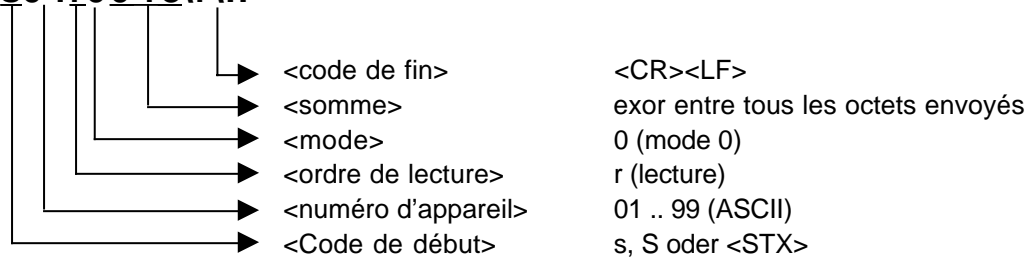 <code de fin> <CR><LF>
<somme> exor entre tous les octets envoyés
<mode> 0 (mode 0)
<ordre de lecture> r (lecture)
<numéro d'appareil> 01 .. 99 (ASCII)
<Code de début> s, S oder <STX>